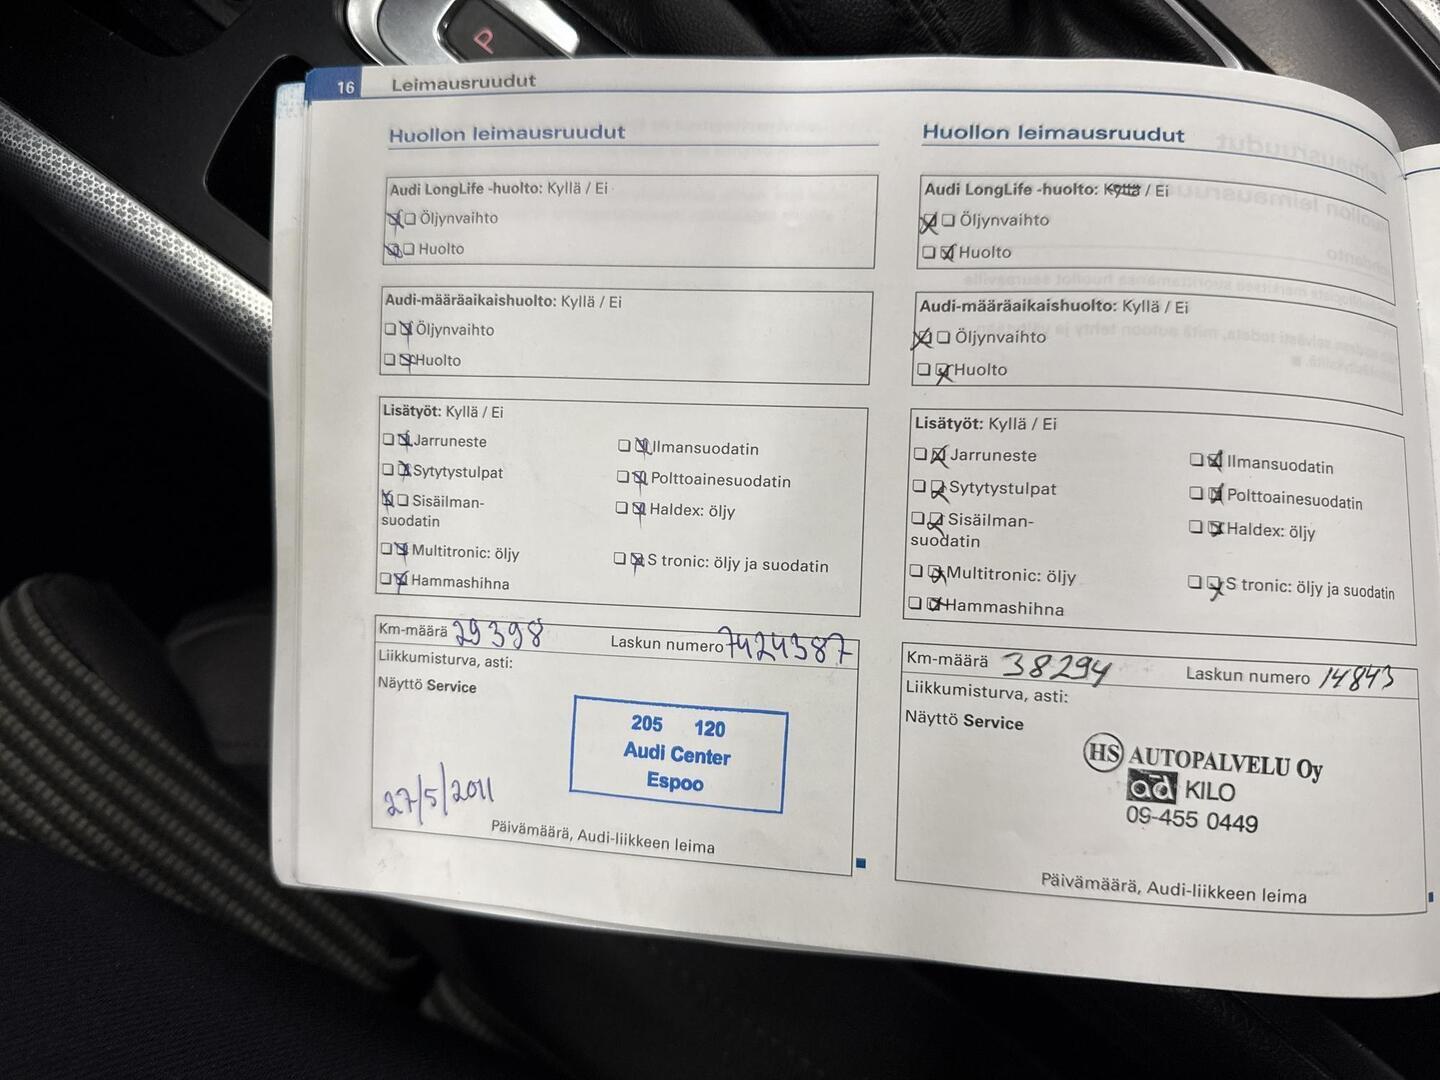 P
16 Leimausruudut
Huollon leimausruudut
Audi LongLife -huolto: Kyllä / Ei
Öljynvaihto
Huolto
Audi-määräaikaishuolto: Kyllä / Ei
Öljynvaihto
Huolto
Lisätyöt: Kyllä / Ei
Jarruneste
Ilmansuodatin
Sytytystulpat
Polttoainesuodatin
Sisäilman-
suodatin
Haldex: öljy
Multitronic: öljy
S tronic: öljy ja suodatin
Hammashihna
Km-määrä 29398 Laskun numero 7424387
Liikkumisturva, asti:
Näyttö Service
205 120
Audi Center
Espoo
27/5/2011
Päivämäärä, Audi-liikkeen leima
Huollon leimausruudut
Audi LongLife -huolto: Kyllä / Ei
Öljynvaihto
Huolto
Audi-määräaikaishuolto: Kyllä / Ei
Öljynvaihto
Huolto
Lisätyöt: Kyllä / Ei
Jarruneste
Ilmansuodatin
Sytytystulpat
Polttoainesuodatin
Sisäilman-
suodatin
Haldex: öljy
Multitronic: öljy
S tronic: öljy ja suodatin
Hammashihna
Km-määrä 38294 Laskun numero 14843
Liikkumisturva, asti:
Näyttö Service
HS AUTOPALVELU Oy
ad KILO
09-455 0449
Päivämäärä, Audi-liikkeen leima